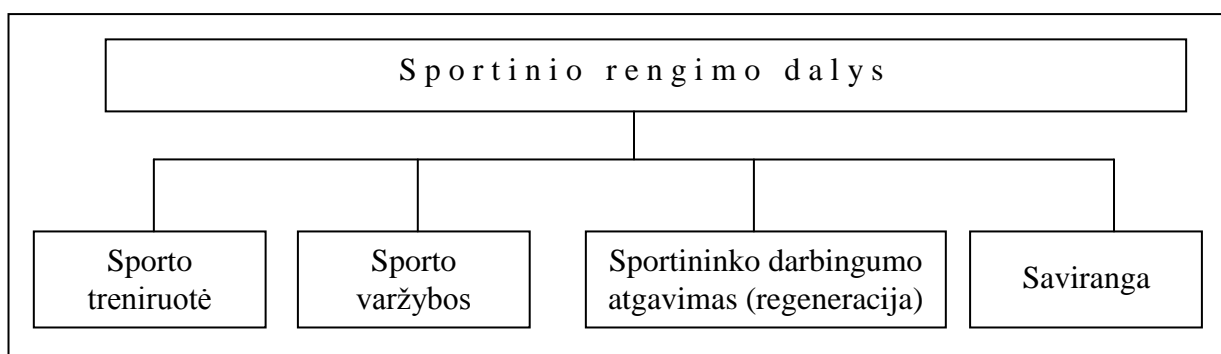 Sportinio rengimo dalys
Sporto
treniruotė
Sporto
varžybos
Sportininko darbingumo
atgavimas (regeneracija)
Saviranga